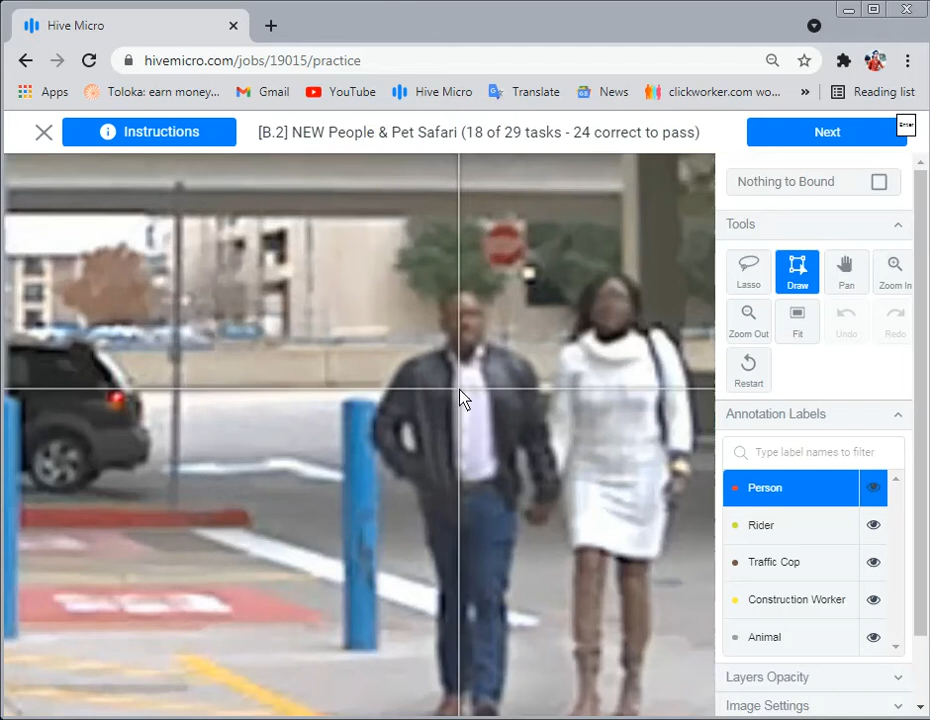 Hive Micro
hivemicro.com/jobs/19015/practice
Apps
Toloka: earn money...
Gmail
YouTube
Hive Micro
Translate
News
clickworker.com wo...
»
Reading list
Instructions
[B.2] NEW People & Pet Safari (18 of 29 tasks - 24 correct to pass)
Next
Enter
Nothing to Bound
Tools
Lasso
Draw
Pan
Zoom In
Zoom Out
Fit
Undo
Redo
Restart
Annotation Labels
Type label names to filter
Person
Rider
Traffic Cop
Construction Worker
Animal
Layers Opacity
Image Settings